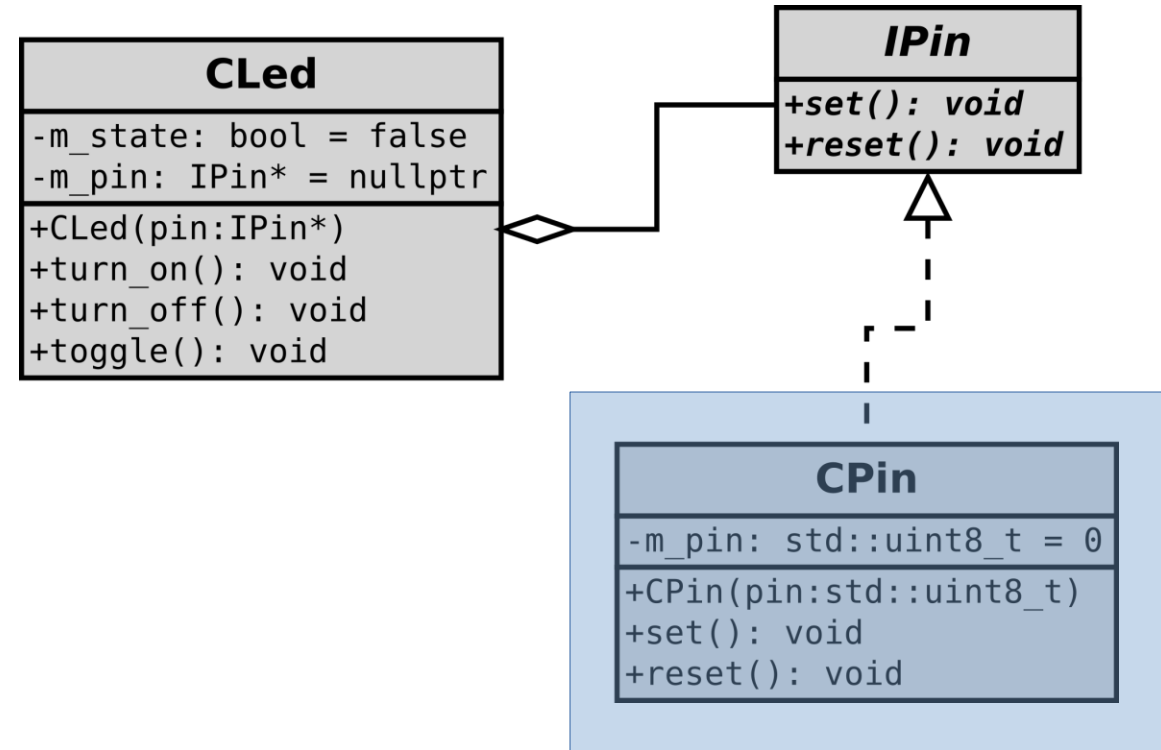 CLed
-m_state: bool = false
-m_pin: IPin* = nullptr
+CLed(pin:IPin*)
+turn_on(): void
+turn_off(): void
+toggle(): void
IPin
+set(): void
+reset(): void
CPin
-m_pin: std::uint8_t = 0
+CPin(pin:std::uint8_t)
+set(): void
+reset(): void